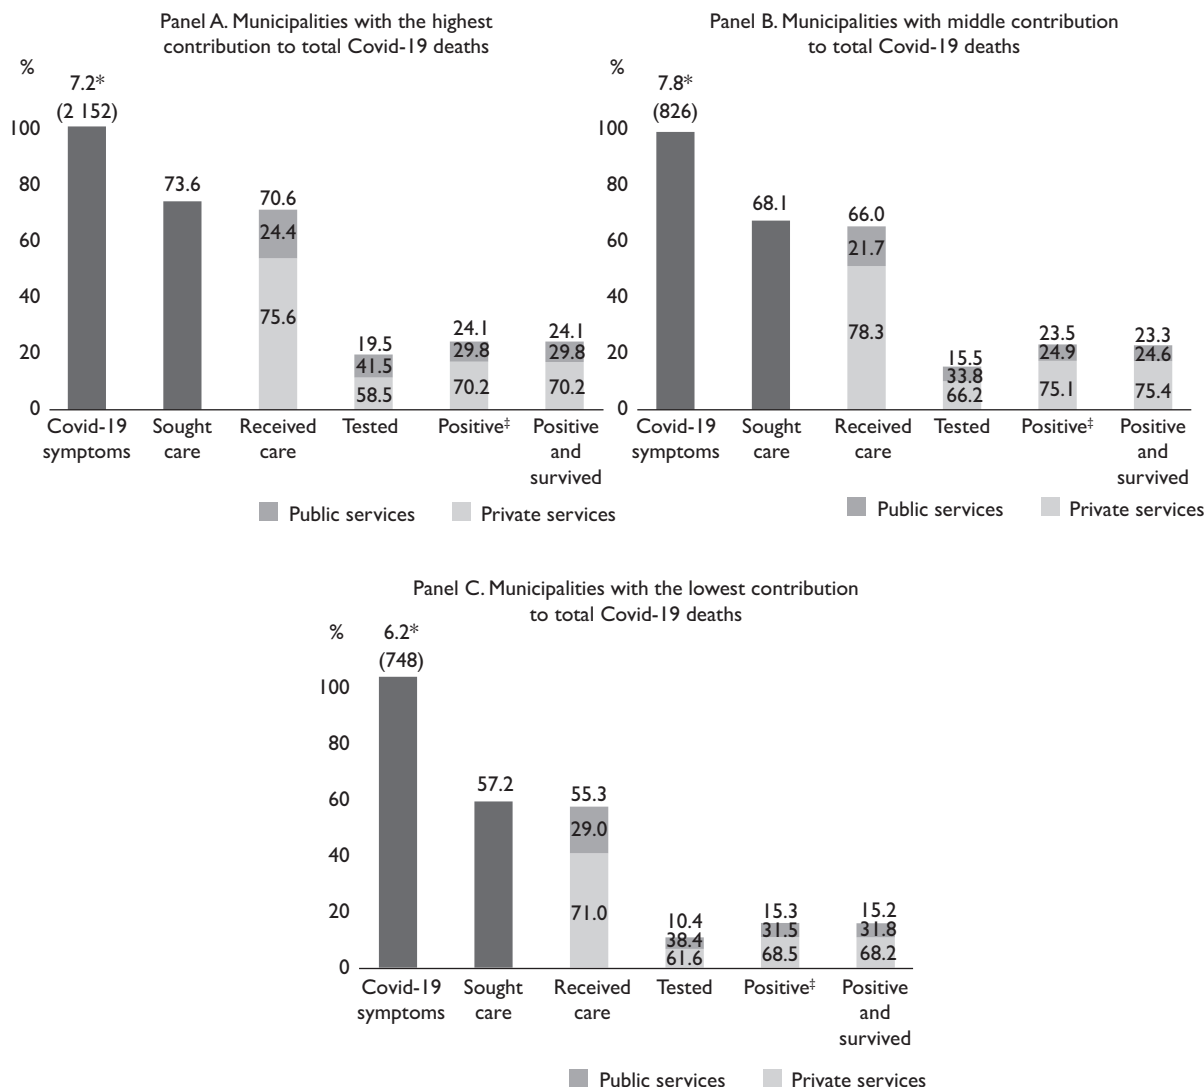 Panel A. Municipalities with the highest
contribution to total Covid-19 deaths
%
7.2*
(2 152)
100
80
60
40
20
0
73.6
70.6
24.4
75.6
19.5
41.5
58.5
24.1
29.8
70.2
24.1
29.8
70.2
Covid-19
symptoms
Sought
care
Received
care
Tested
Positive‡
Positive
and
survived
Public services
Private services
Panel B. Municipalities with middle contribution
to total Covid-19 deaths
%
7.8*
(826)
100
80
60
40
20
0
68.1
66.0
21.7
78.3
15.5
33.8
66.2
23.5
24.9
75.1
23.3
24.6
75.4
Covid-19
symptoms
Sought
care
Received
care
Tested
Positive‡
Positive
and
survived
Public services
Private services
Panel C. Municipalities with the lowest contribution
to total Covid-19 deaths
%
6.2*
(748)
100
80
60
40
20
0
57.2
55.3
29.0
71.0
10.4
38.4
61.6
15.3
31.5
68.5
15.2
31.8
68.2
Covid-19
symptoms
Sought
care
Received
care
Tested
Positive‡
Positive
and
survived
Public services
Private services